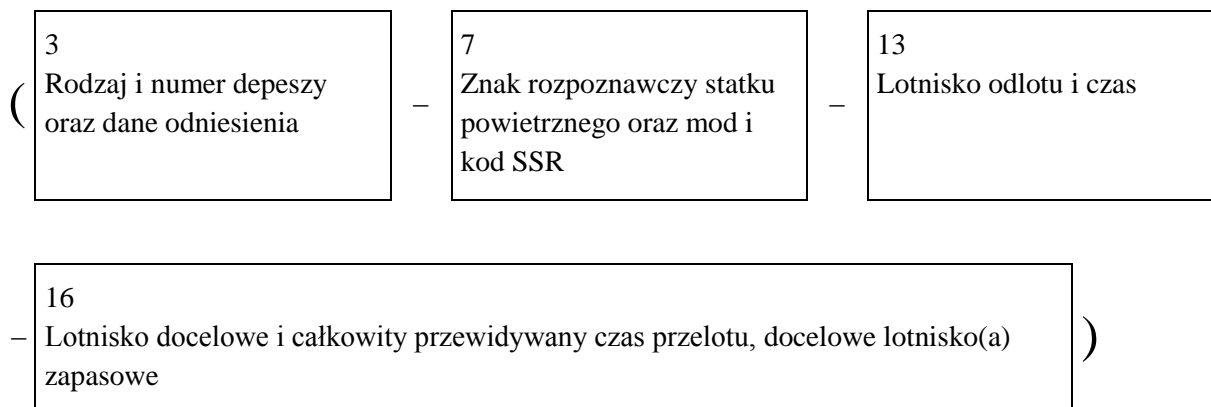 3
Rodzaj i numer depeszy
oraz dane odniesienia
(
–
7
Znak rozpoznawczy statku
powietrznego oraz mod i
kod SSR
–
13
Lotnisko odlotu i czas
–
16
Lotnisko docelowe i całkowity przewidywany czas przelotu, docelowe lotnisko(a)
zapasowe
)